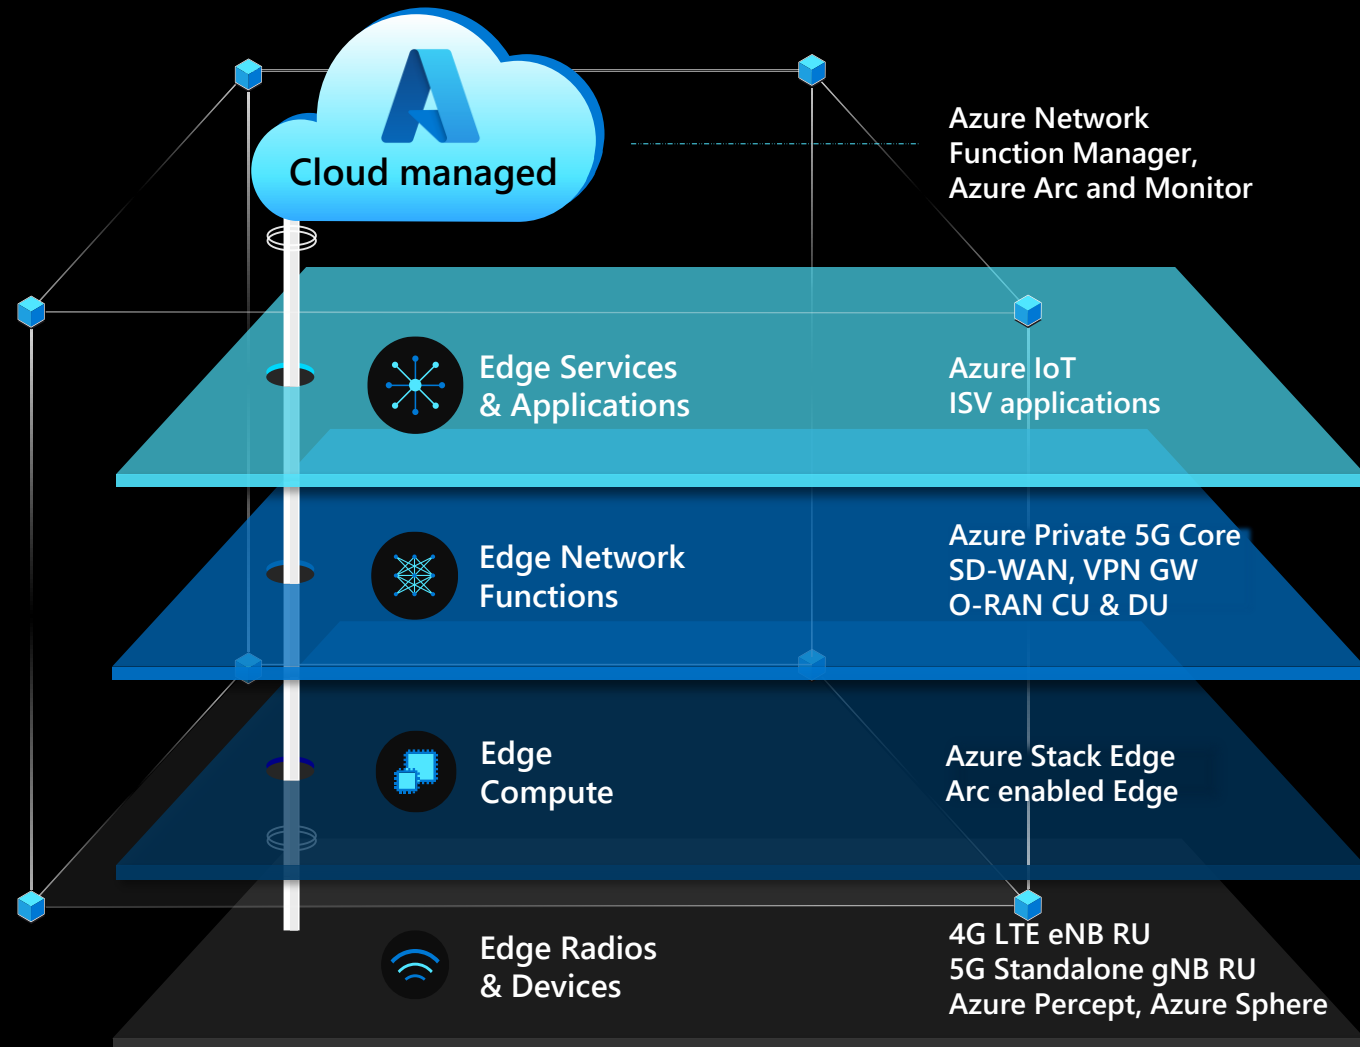 Cloud managed
Azure Network
Function Manager,
Azure Arc and Monitor
Edge Services
& Applications
Azure IoT
ISV applications
Edge Network
Functions
Azure Private 5G Core
SD-WAN, VPN GW
O-RAN CU & DU
Edge
Compute
Azure Stack Edge
Arc enabled Edge
Edge Radios
& Devices
4G LTE eNB RU
5G Standalone gNB RU
Azure Percept, Azure Sphere